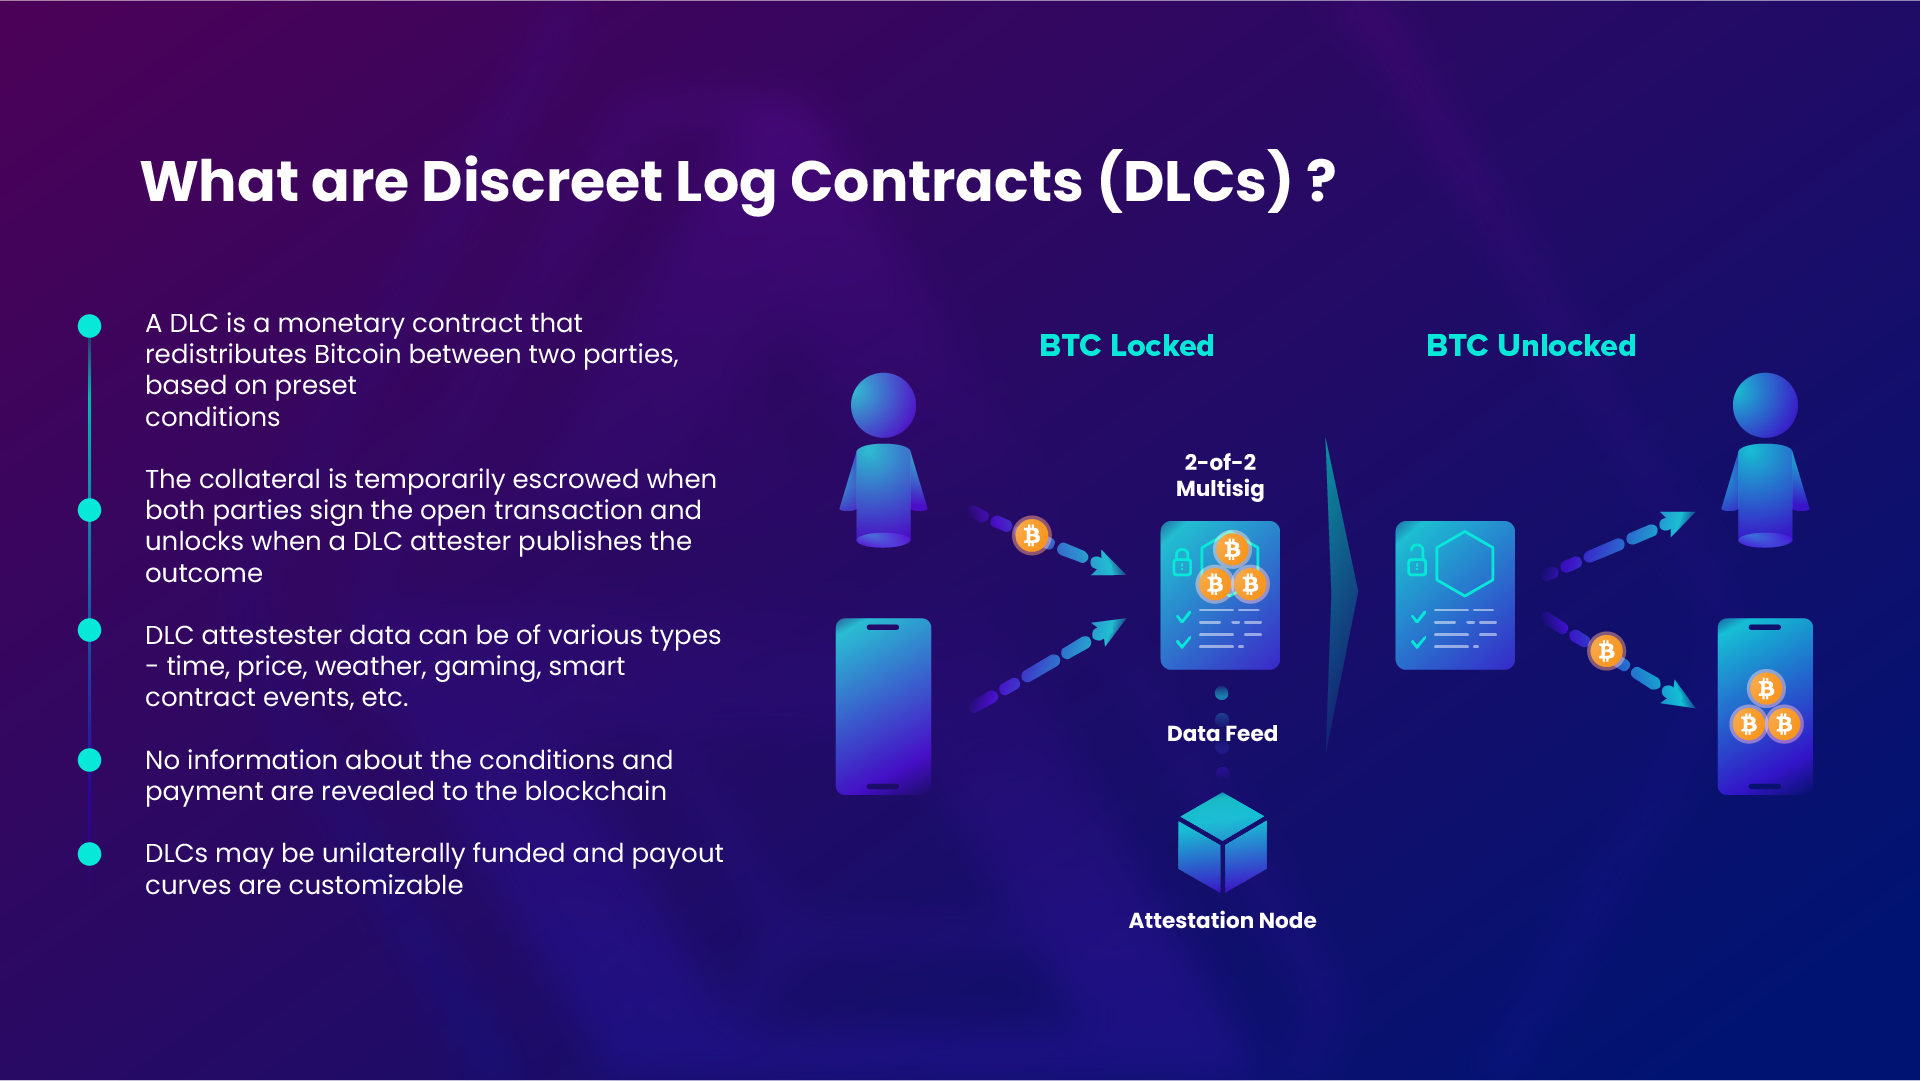 What are Discreet Log Contracts (DLCs) ?
A DLC is a monetary contract that
redistributes Bitcoin between two parties,
based on preset
conditions
The collateral is temporarily escrowed when
both parties sign the open transaction and
unlocks when a DLC attester publishes the
outcome
DLC attestester data can be of various types
- time, price, weather, gaming, smart
contract events, etc.
No information about the conditions and
payment are revealed to the blockchain
DLCs may be unilaterally funded and payout
curves are customizable
BTC Locked
BTC Unlocked
2-of-2
Multisig
Data Feed
Attestation Node